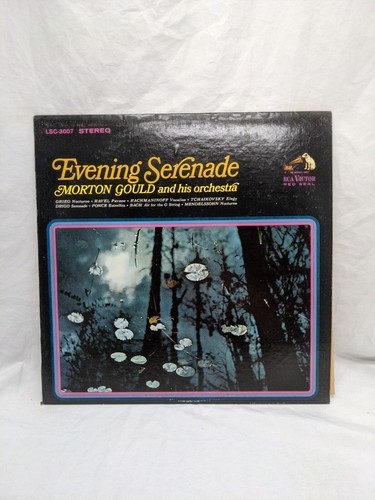 LSC-3007 STEREO
Evening Serenade
MORTON GOULD and his orchestra
GRIEG Nocturne • RAVEL Pavane • RACHMANINOFF Vocalise • TCHAIKOVSKY Elegy
DRIGO Serenade • PONCE Estrellita • BACH Air for the G String • MENDELSSOHN Nocturne
RCA VICTOR
RED SEAL